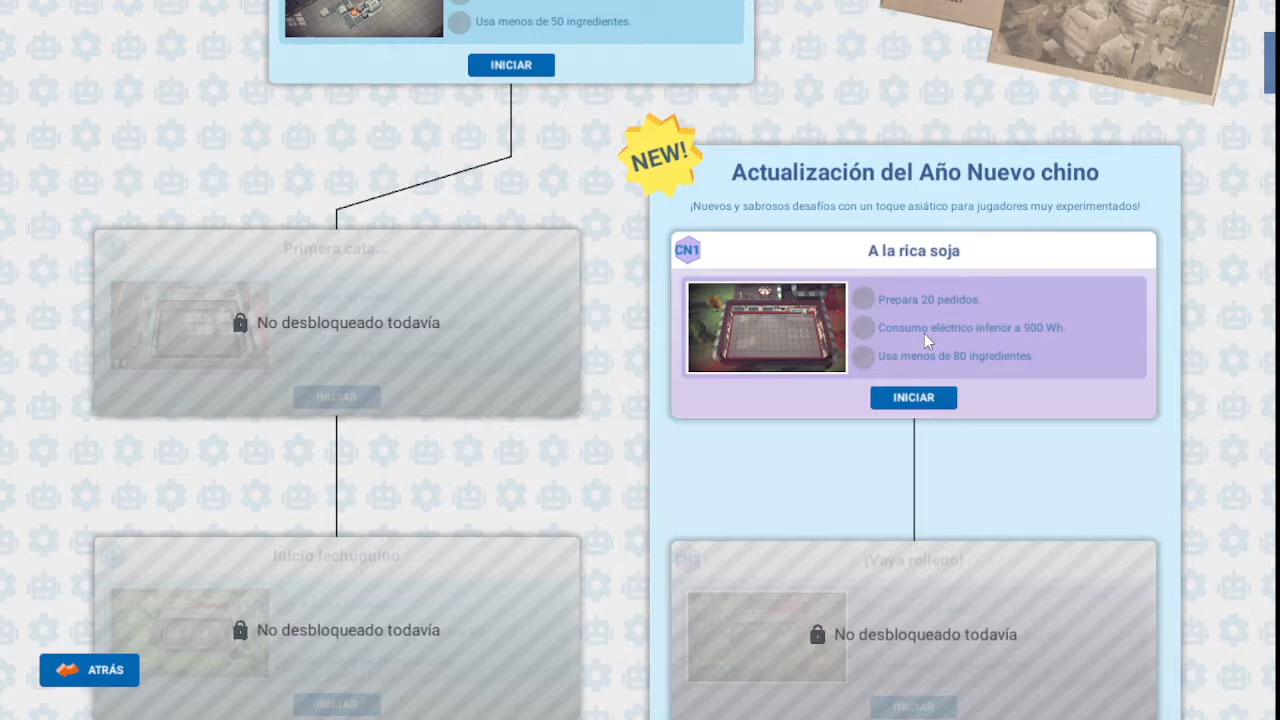 Usa menos de 50 ingredientes.
INICIAR
NEW!
Actualización del Año Nuevo chino
¡Nuevos y sabrosos desafíos con un toque asiático para jugadores muy experimentados!
CN1
A la rica soja
Prepara 20 pedidos.
Consumo eléctrico inferior a 900 Wh.
Usa menos de 80 ingredientes.
INICIAR
Primera cata...
No desbloqueado todavía
INICIAR
Inicio lechuguino
No desbloqueado todavía
INICIAR
¡Vaya relleno!
No desbloqueado todavía
INICIAR
ATRÁS